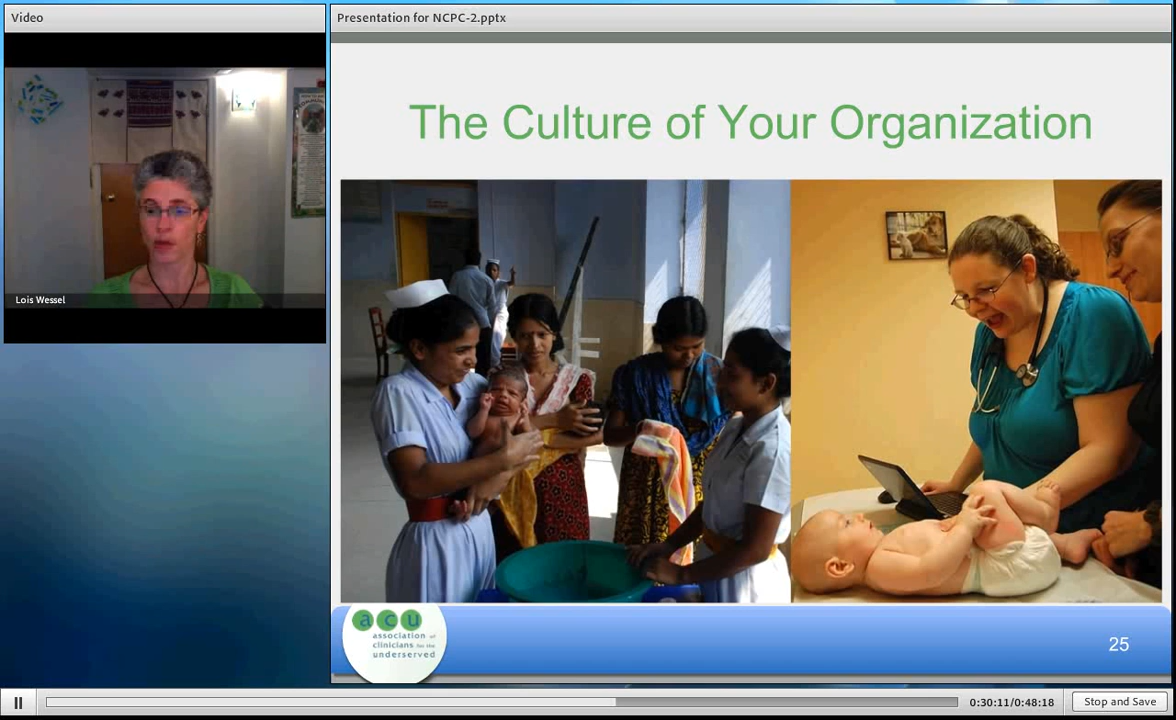 Video
Presentation for NCPC-2.pptx
The Culture of Your Organization
Lois Wessel
acu
association of
clinicians for the
underserved
25
0:30:11/0:48:18
Stop and Save